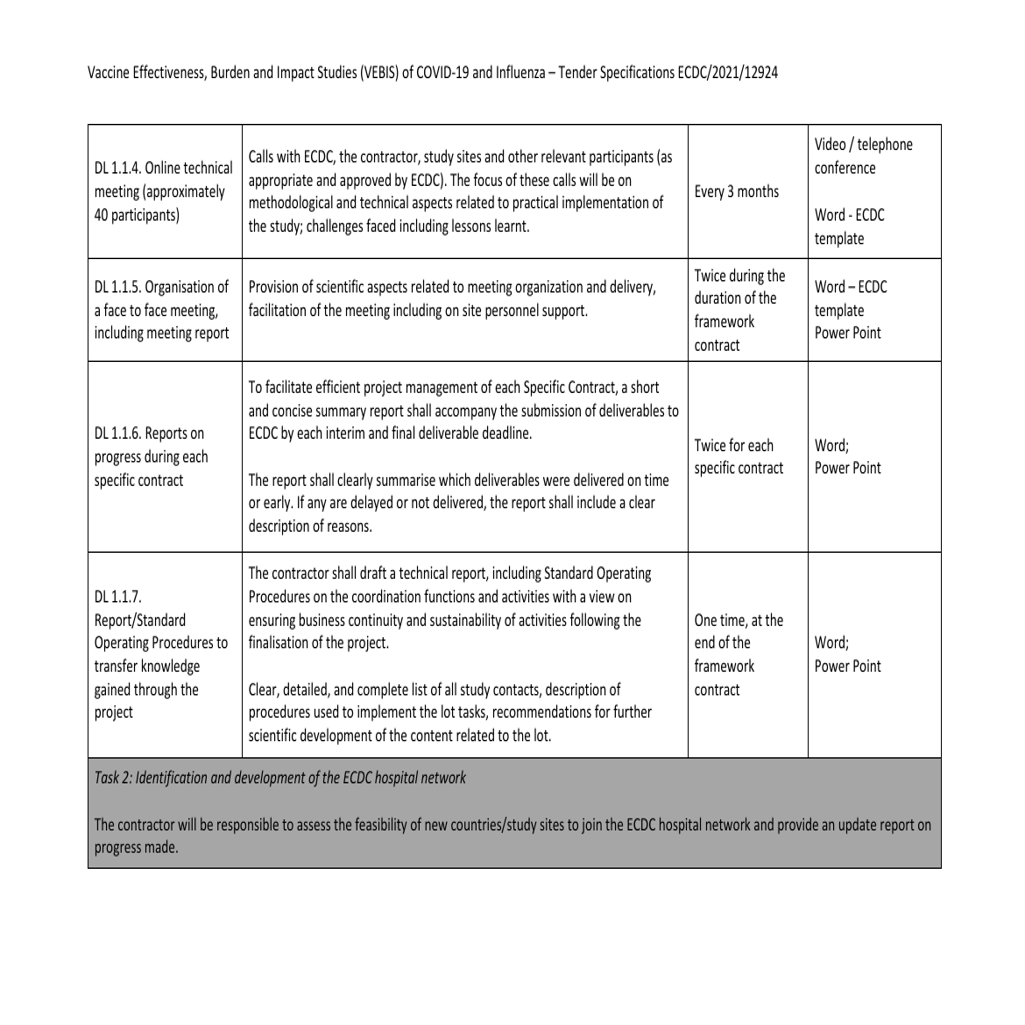 Vaccine Effectiveness, Burden and Impact Studies (VEBIS) of COVID-19 and Influenza – Tender Specifications ECDC/2021/12924
DL 1.1.4. Online technical
meeting (approximately
40 participants)
Calls with ECDC, the contractor, study sites and other relevant participants (as
appropriate and approved by ECDC). The focus of these calls will be on
methodological and technical aspects related to practical implementation of
the study; challenges faced including lessons learnt.
Every 3 months
Video / telephone
conference
Word - ECDC
template
DL 1.1.5. Organisation of
a face to face meeting,
including meeting report
Provision of scientific aspects related to meeting organization and delivery,
facilitation of the meeting including on site personnel support.
Twice during the
duration of the
framework
contract
Word – ECDC
template
Power Point
DL 1.1.6. Reports on
progress during each
specific contract
To facilitate efficient project management of each Specific Contract, a short
and concise summary report shall accompany the submission of deliverables to
ECDC by each interim and final deliverable deadline.
The report shall clearly summarise which deliverables were delivered on time
or early. If any are delayed or not delivered, the report shall include a clear
description of reasons.
Twice for each
specific contract
Word;
Power Point
DL 1.1.7.
Report/Standard
Operating Procedures to
transfer knowledge
gained through the
project
The contractor shall draft a technical report, including Standard Operating
Procedures on the coordination functions and activities with a view on
ensuring business continuity and sustainability of activities following the
finalisation of the project.
Clear, detailed, and complete list of all study contacts, description of
procedures used to implement the lot tasks, recommendations for further
scientific development of the content related to the lot.
One time, at the
end of the
framework
contract
Word;
Power Point
Task 2: Identification and development of the ECDC hospital network
The contractor will be responsible to assess the feasibility of new countries/study sites to join the ECDC hospital network and provide an update report on
progress made.